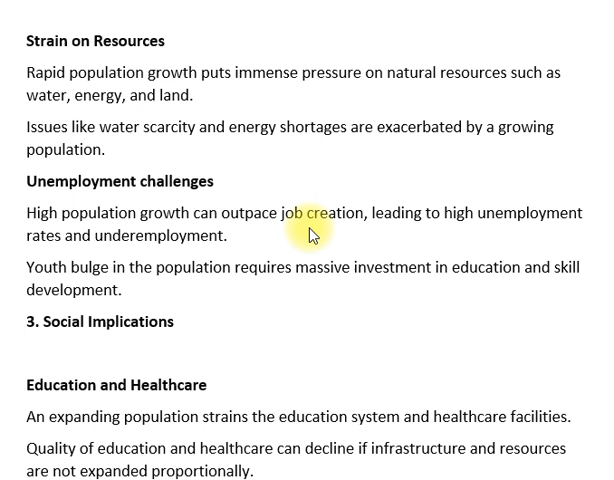 Strain on Resources
Rapid population growth puts immense pressure on natural resources such as
water, energy, and land.
Issues like water scarcity and energy shortages are exacerbated by a growing
population.
Unemployment challenges
High population growth can outpace job creation, leading to high unemployment
rates and underemployment.
Youth bulge in the population requires massive investment in education and skill
development.
3. Social Implications
Education and Healthcare
An expanding population strains the education system and healthcare facilities.
Quality of education and healthcare can decline if infrastructure and resources
are not expanded proportionally.